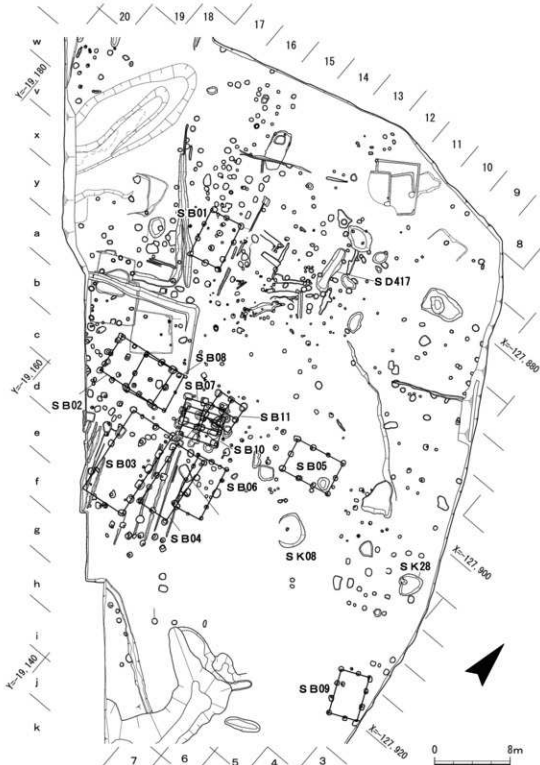 20 19 18
17
16
15
14
13
12
11
10
9
8
w
v
x
y
a
b
c
d
e
f
g
h
i
j
k
Y=-19,180
Y=-19,160
Y=-19,140
X=-127,880
X=-127,900
X=-127,920
SB01
SD417
SB08
SB07
SB02
SB11
SB10
SB03
SB05
SB06
SB04
SK08
SK28
SB09
7 6 5 4 3
0 8m